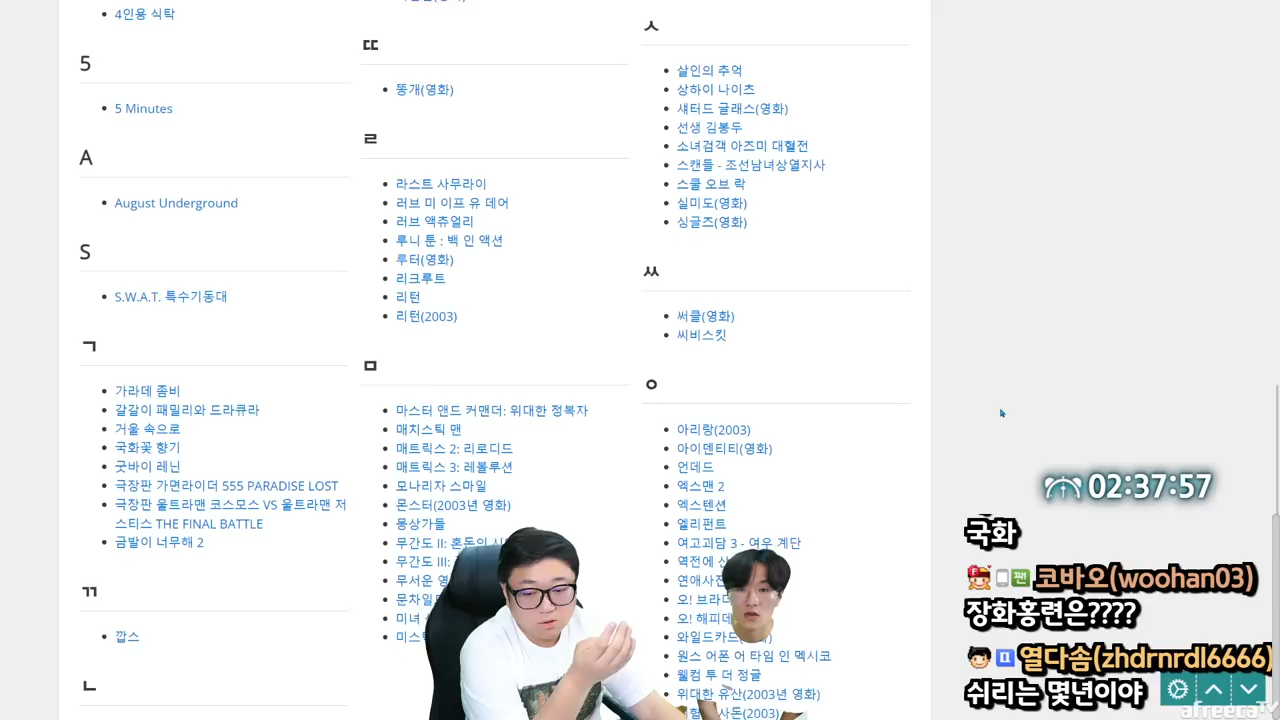 4인용 식탁
5
5 Minutes
A
August Underground
S
S.W.A.T. 특수기동대
ㄱ
가라데 좀비
갈갈이 패밀리와 드라큐라
거울 속으로
국화꽃 향기
굿바이 레닌
극장판 가면라이더 555 PARADISE LOST
극장판 울트라맨 코스모스 VS 울트라맨 저
스티스 THE FINAL BATTLE
금발이 너무해 2
ㄲ
깝스
ㄴ
ㄸ
똥개(영화)
ㄹ
라스트 사무라이
러브 미 이프 유 데어
러브 액츄얼리
루니 툰 : 백 인 액션
루터(영화)
리크루트
리턴
리턴(2003)
ㅁ
마스터 앤드 커맨더: 위대한 정복자
매치스틱 맨
매트릭스 2: 리로디드
매트릭스 3: 레볼루션
모나리자 스마일
몬스터(2003년 영화)
몽상가들
무간도 II: 혼돈의
무간도 III:
무서운
문차일드
미녀
ㅅ
살인의 추억
상하이 나이츠
섀터드 글래스(영화)
선생 김봉두
소녀검객 아즈미 대혈전
스캔들 - 조선남녀상열지사
스쿨 오브 락
실미도(영화)
싱글즈(영화)
ㅆ
써클(영화)
씨비스킷
ㅇ
아리랑(2003)
아이덴티티(영화)
언데드
엑스맨 2
엑스텐션
엘리펀트
여고괴담 3 - 여우 계단
역전에
연애사진
오! 브라더
오! 해피데
와일드카드
원스 어폰 어 타임 인 멕시코
웰컴 투 더 정글
위대한 유산(2003년 영화)
사돈(2003)
02:37:57
국화
코바오(woohan03)
장화홍련은????
열다솜(zhdrnrdl6666)
쉬리는 몇년이야
afreecaTV